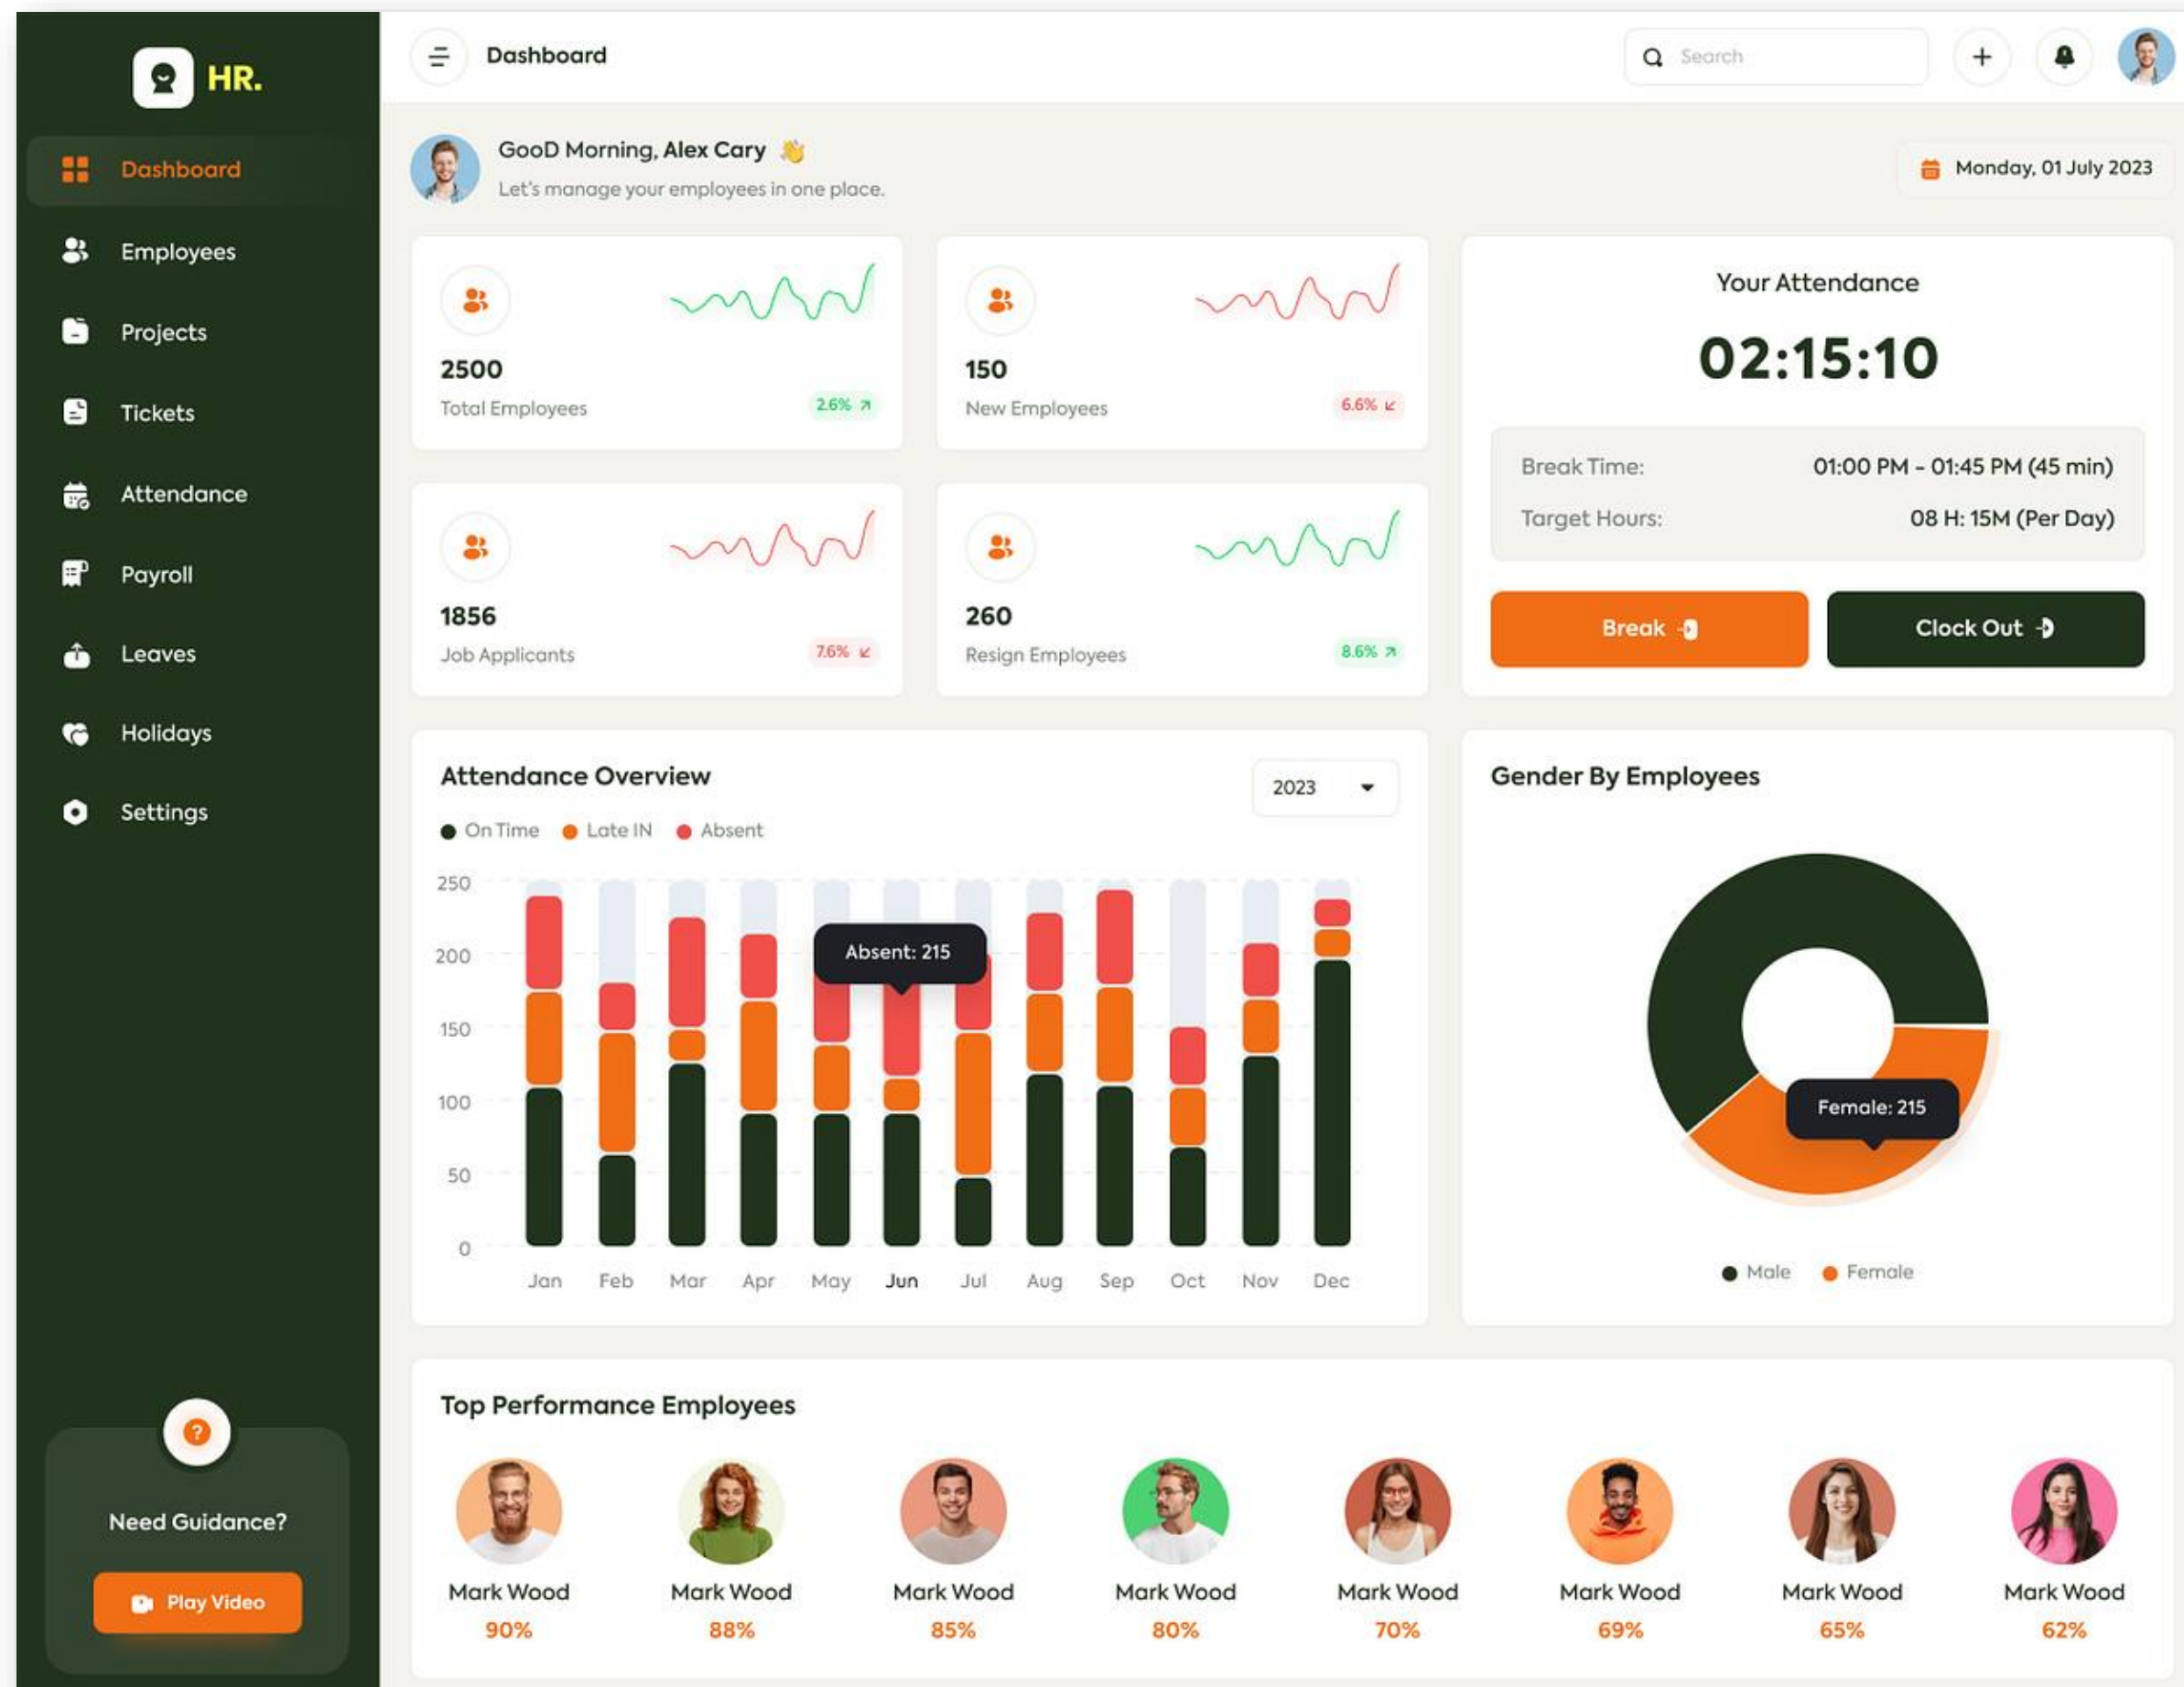 HR.
Dashboard
Employees
Projects
Tickets
Attendance
Payroll
Leaves
Holidays
Settings
Need Guidance?
Play Video
Dashboard
Search
GooD Morning, Alex Cary
Let's manage your employees in one place.
Monday, 01 July 2023
2500
Total Employees
2.6%
150
New Employees
6.6%
1856
Job Applicants
7.6%
260
Resign Employees
8.6%
Your Attendance
02:15:10
Break Time: 01:00 PM - 01:45 PM (45 min)
Target Hours: 08 H: 15M (Per Day)
Break
Clock Out
Attendance Overview
2023
On Time Late IN Absent
250
200
150
100
50
0
Absent: 215
Jan Feb Mar Apr May Jun Jul Aug Sep Oct Nov Dec
Gender By Employees
Female: 215
Male Female
Top Performance Employees
Mark Wood Mark Wood Mark Wood Mark Wood Mark Wood Mark Wood Mark Wood Mark Wood
90% 88% 85% 80% 70% 69% 65% 62%